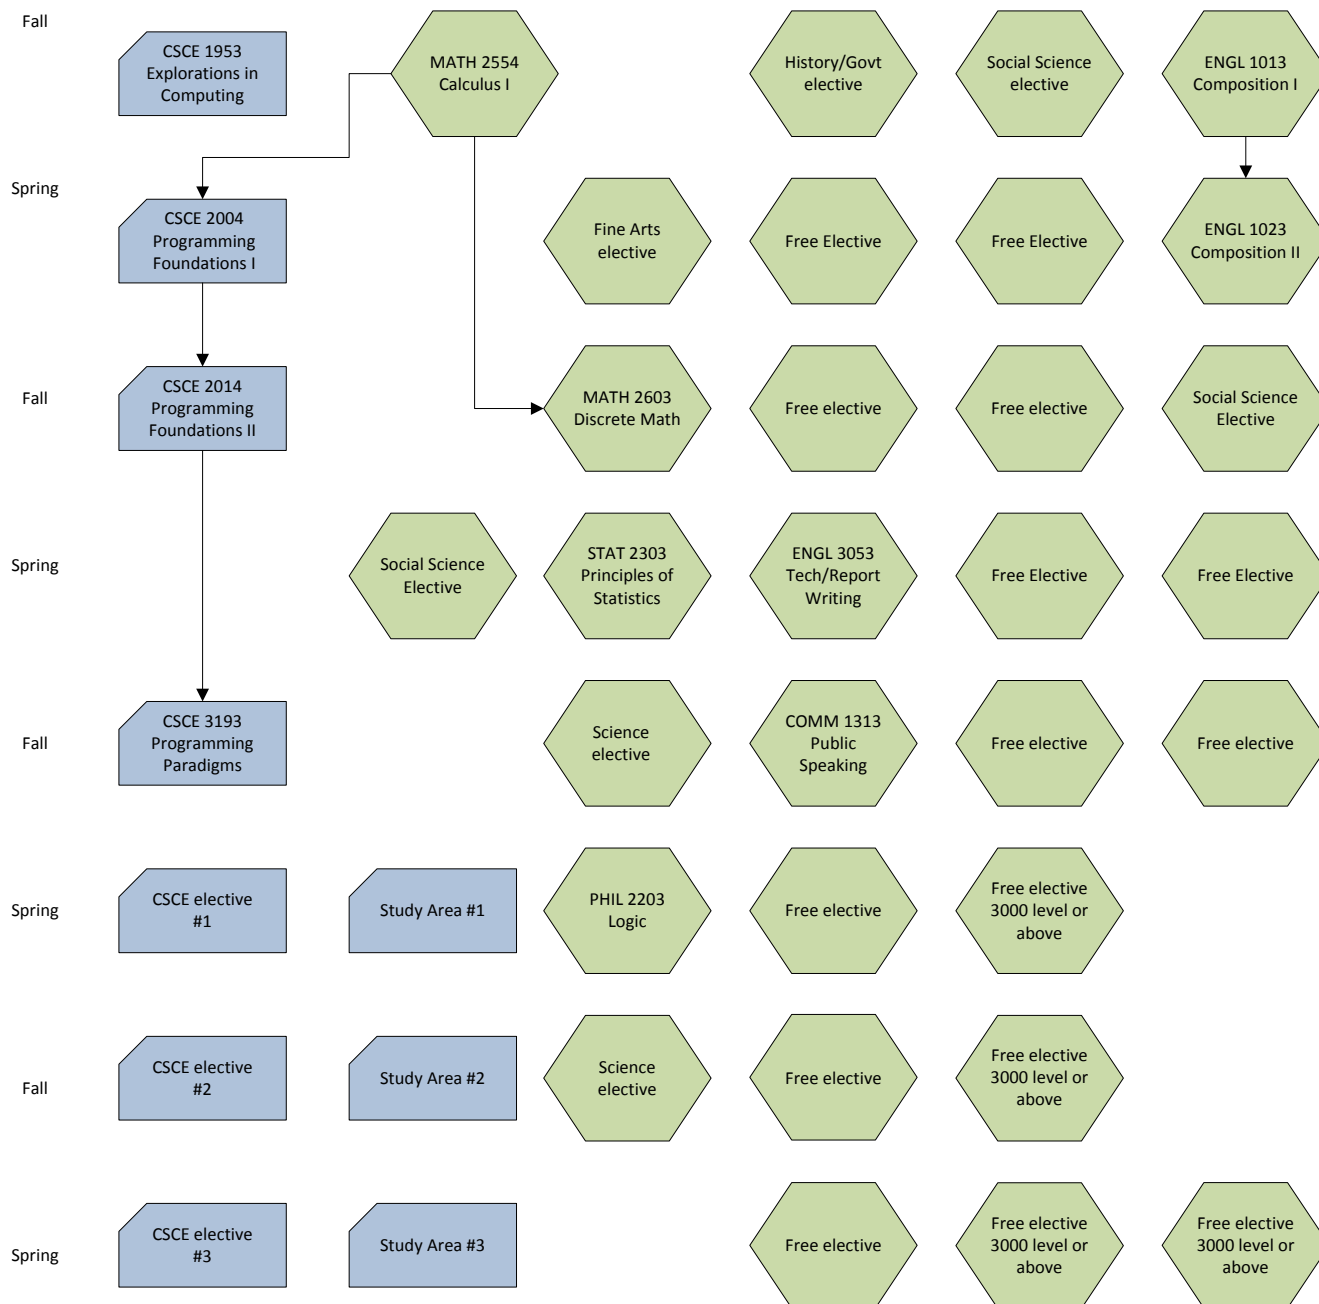 Fall
CSCE 1953
Explorations in
Computing
MATH 2554
Calculus I
History/Govt
elective
Social Science
elective
ENGL 1013
Composition I
Spring
CSCE 2004
Programming
Foundations I
Fine Arts
elective
Free Elective
Free Elective
ENGL 1023
Composition II
Fall
CSCE 2014
Programming
Foundations II
MATH 2603
Discrete Math
Free elective
Free elective
Social Science
Elective
Spring
Social Science
Elective
STAT 2303
Principles of
Statistics
ENGL 3053
Tech/Report
Writing
Free Elective
Free Elective
Fall
CSCE 3193
Programming
Paradigms
Science
elective
COMM 1313
Public
Speaking
Free elective
Free elective
Spring
CSCE elective
#1
Study Area #1
PHIL 2203
Logic
Free elective
Free elective
3000 level or
above
Fall
CSCE elective
#2
Study Area #2
Science
elective
Free elective
Free elective
3000 level or
above
Spring
CSCE elective
#3
Study Area #3
Free elective
Free elective
3000 level or
above
Free elective
3000 level or
above